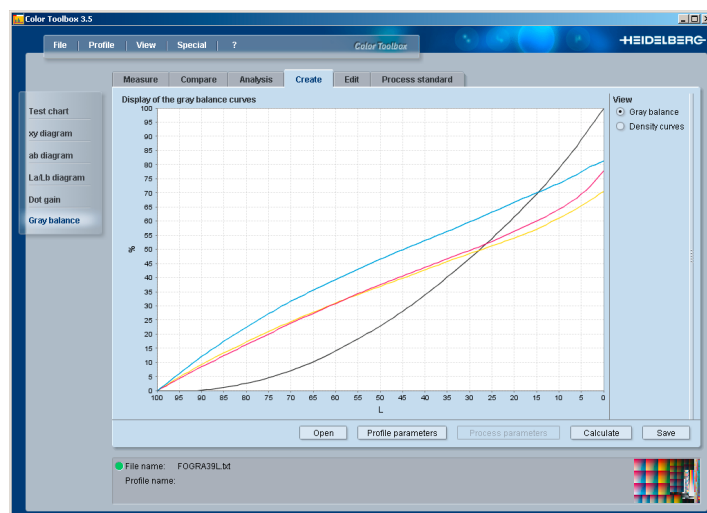 Color Toolbox 3.5
File Profile View Special ? Color Toolbox HEIDELBERG
Measure Compare Analysis Create Edit Process standard
Test chart
xy diagram
ab diagram
La/Lb diagram
Dot gain
Gray balance
Display of the gray balance curves
100
95
90
85
80
75
70
65
60
55
50
45
40
35
30
25
20
15
10
5
0
%
100 95 90 85 80 75 70 65 60 55 50 45 40 35 30 25 20 15 10 5 0
L
View
Gray balance
Density curves
Open Profile parameters Process parameters Calculate Save
File name: FOGRA39L.txt
Profile name: